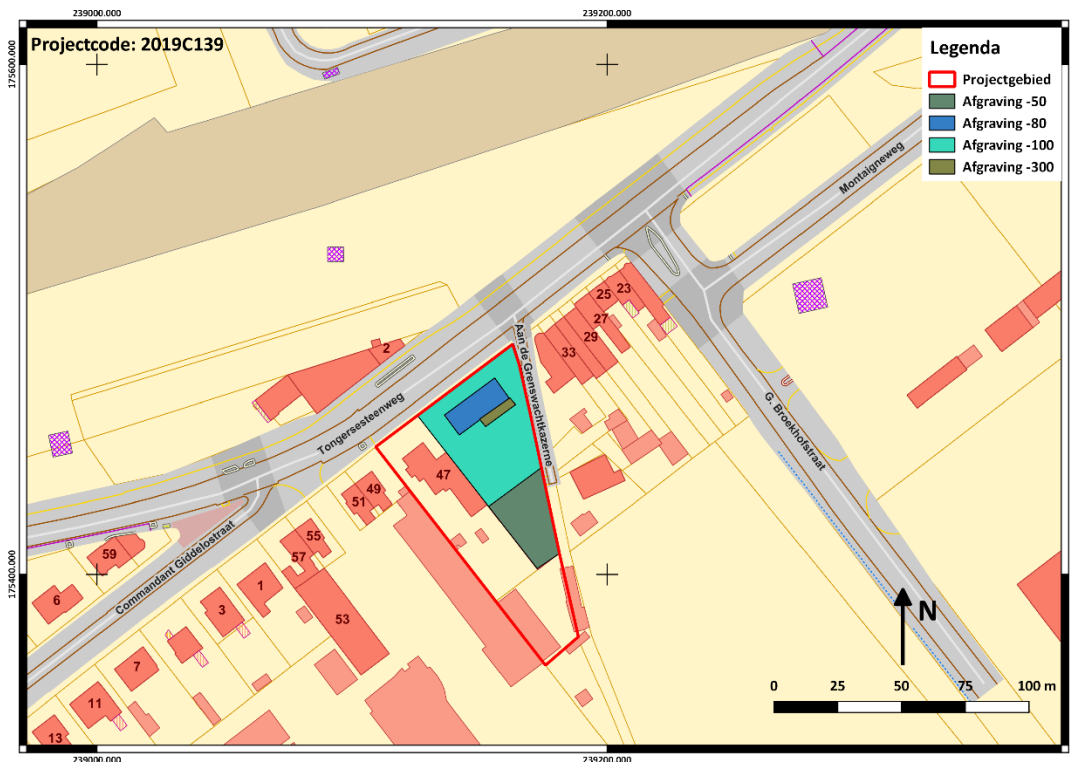 239000.000
239200.000
Projectcode: 2019C139
175600.000
Legenda
Projectgebied
Afgraving -50
Afgraving -80
Afgraving -100
Afgraving -300
Montaigneweg
25
23
27
29
33
2
Aan de Grenswachtkazerne
Tongersesteenweg
G. Broekhofstraat
47
49
51
55
57
59
Commandant Giddelostraat
175400.000
6
1
3
53
7
11
13
N
0
25
50
75
100 m
239000.000
239200.000